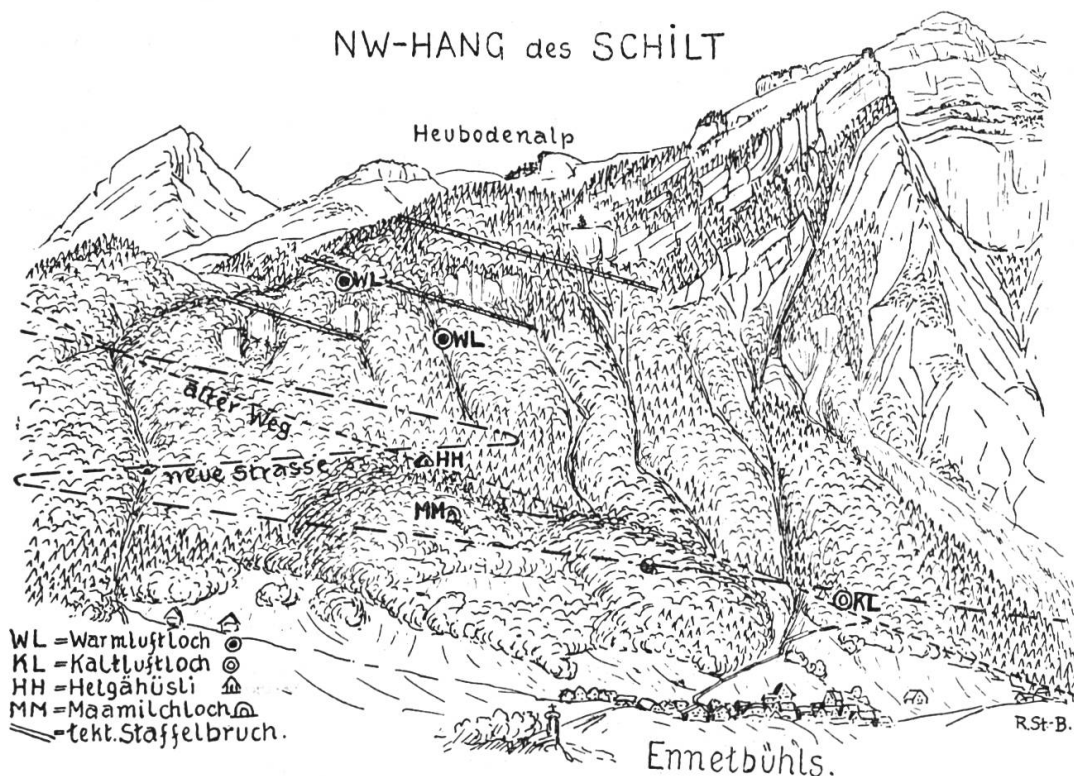 NW-HANG des SCHILT
Heubodenalp
WL
WL
alter Weg
neue Strasse
HH
MM
KL
WL =Warmluftloch
KL =Kaltluftloch
HH =Helgähüsli
MM =Maamilchloch
=tekt.Staffelbruch.
R.St-B.
Ennetbühls.